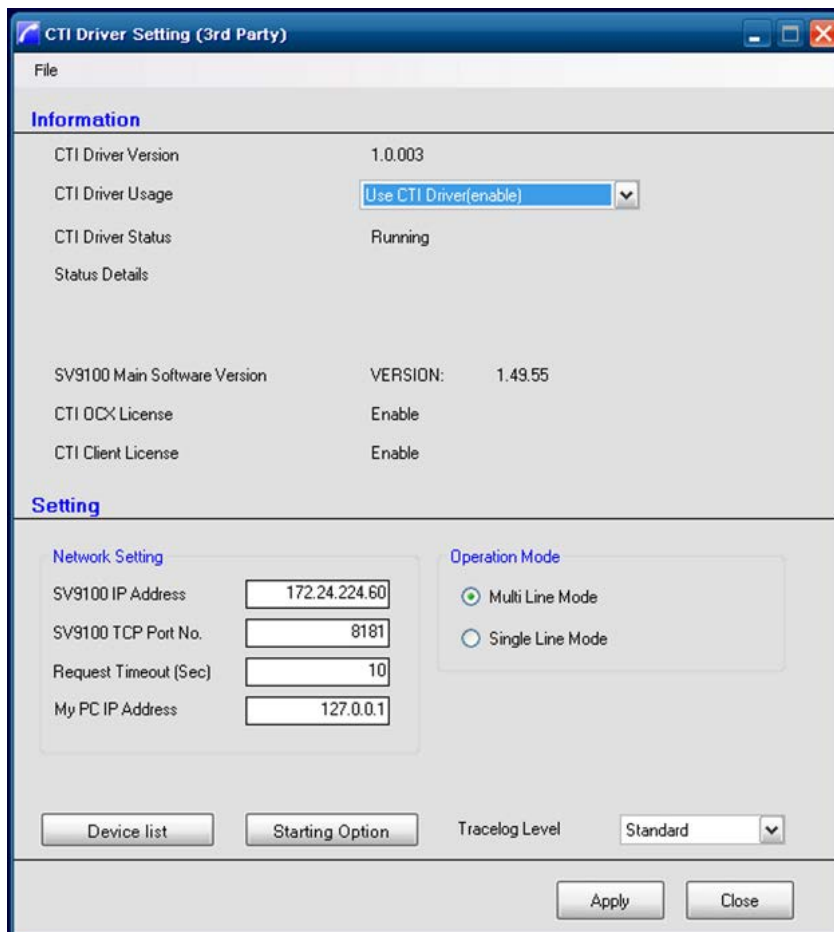 CTI Driver Setting (3rd Party)
File
Information
CTI Driver Version 1.0.003
CTI Driver Usage Use CTI Driver(enable)
CTI Driver Status Running
Status Details
SV9100 Main Software Version VERSION: 1.49.55
CTI OCX License Enable
CTI Client License Enable
Setting
Network Setting
SV9100 IP Address 172.24.224.60
SV9100 TCP Port No. 8181
Request Timeout (Sec) 10
My PC IP Address 127.0.0.1
Operation Mode
Multi Line Mode
Single Line Mode
Device list Starting Option Tracelog Level Standard
Apply Close